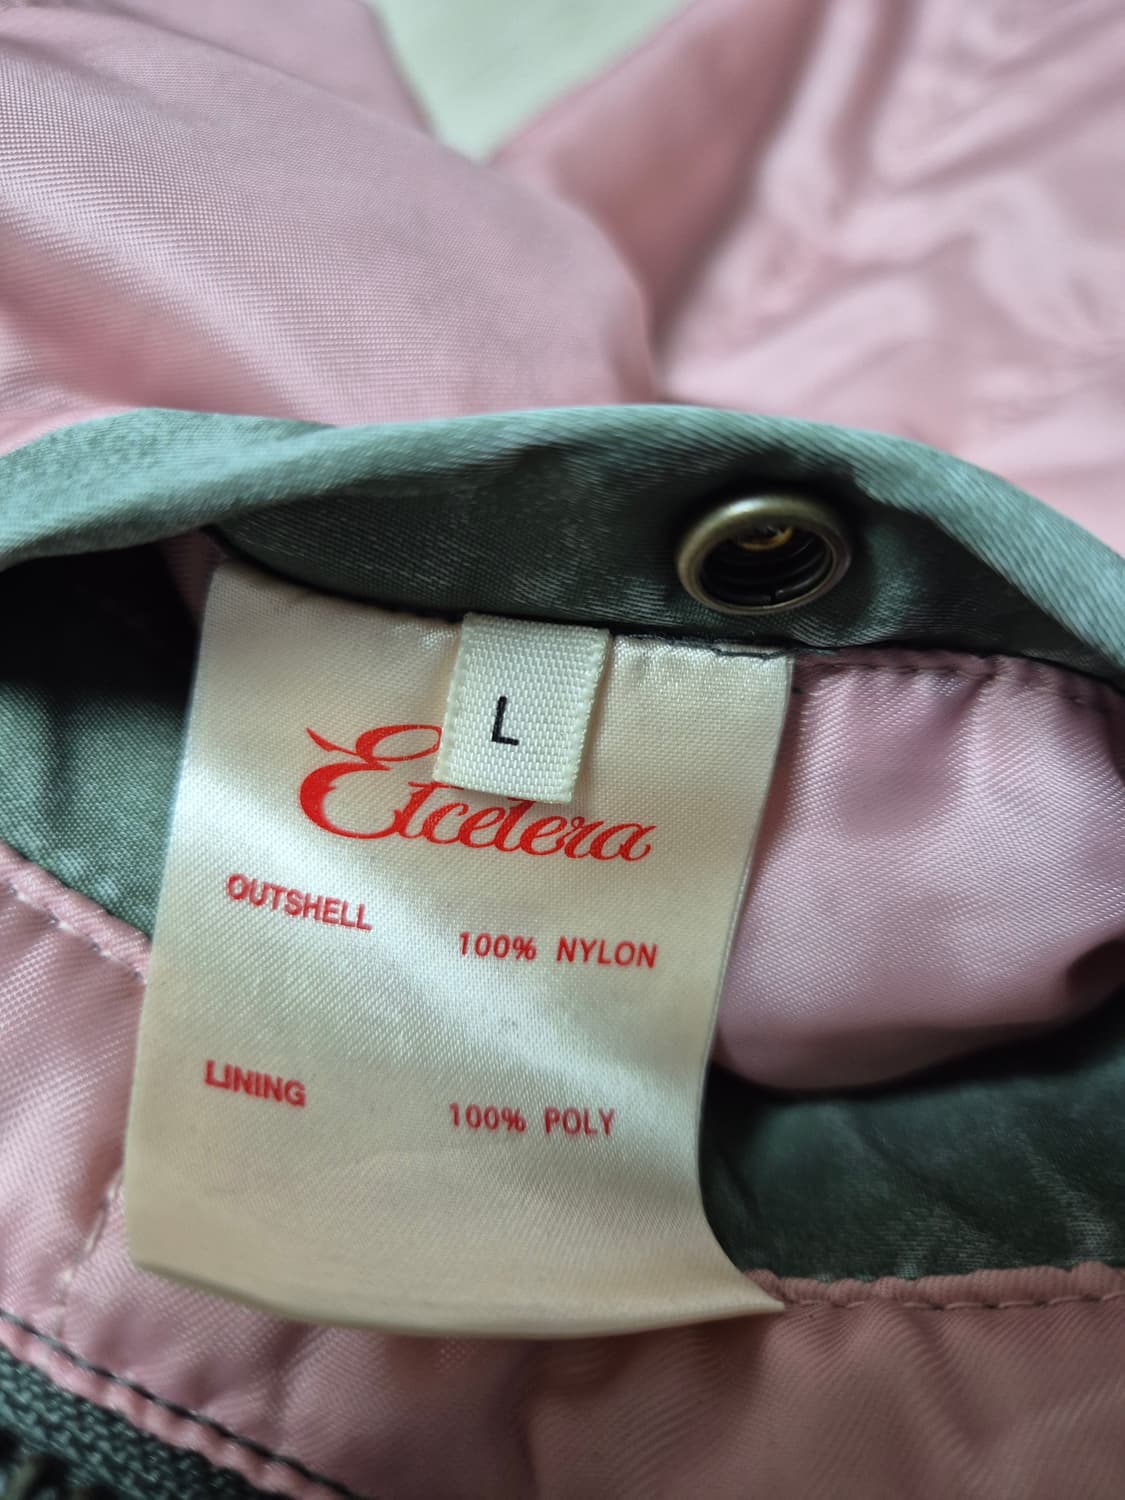 L
Etcetera
OUTSHELL
100% NYLON
LINING
100% POLY